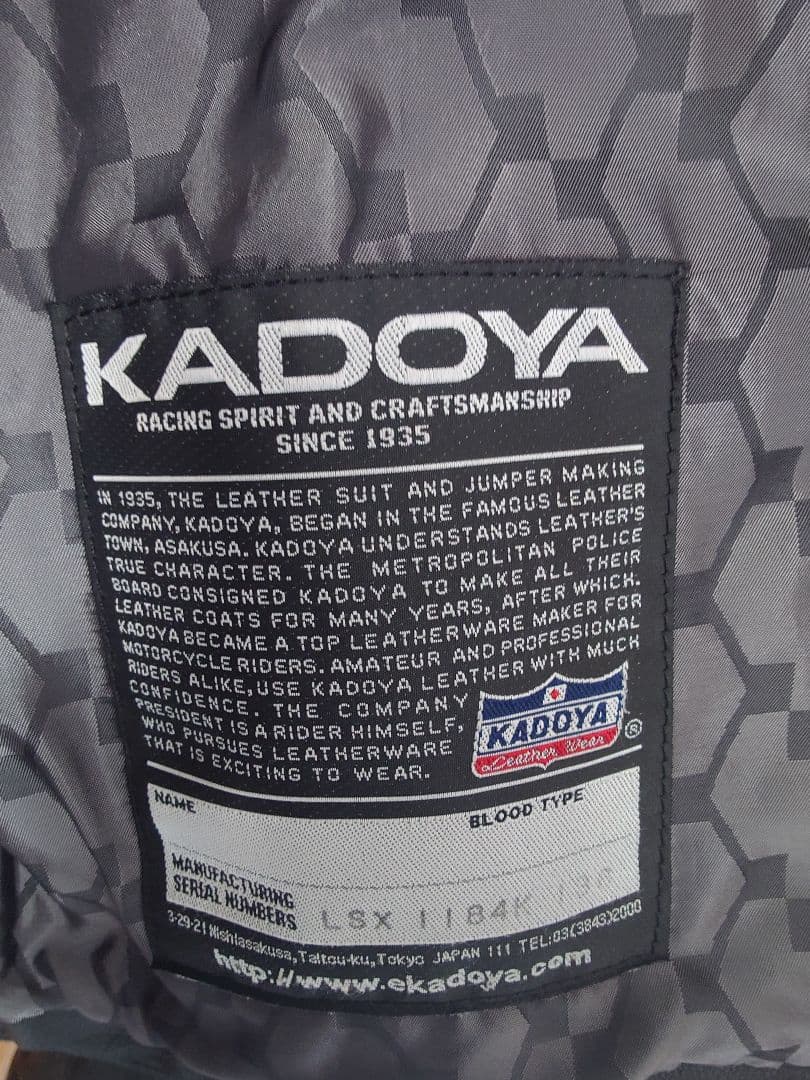 KADOYA
RACING SPIRIT AND CRAFTSMANSHIP
SINCE 1935
IN 1935, THE LEATHER SUIT AND JUMPER MAKING
COMPANY, KADOYA, BEGAN IN THE FAMOUS LEATHER
TOWN, ASAKUSA. KADOYA UNDERSTANDS LEATHER'S
TRUE CHARACTER. THE METROPOLITAN POLICE
BOARD CONSIGNED KADOYA TO MAKE ALL THEIR
LEATHER COATS FOR MANY YEARS, AFTER WHICH.
KADOYA BECAME A TOP LEATHERWARE MAKER FOR
MOTORCYCLE RIDERS. AMATEUR AND PROFESSIONAL
RIDERS ALIKE, USE KADOYA LEATHER WITH MUCH
CONFIDENCE. THE COMPANY
PRESIDENT IS A RIDER HIMSELF,
WHO PURSUES LEATHERWARE
THAT IS EXCITING TO WEAR.
KADOYA ®
Leather Wear
NAME
BLOOD TYPE
MANUFACTURING
SERIAL NUMBERS LSX 1184K
3-29-21 Nishiasakusa, Taitou-ku, Tokyo JAPAN 111 TEL:03(3843)2000
http://www.ekadoya.com